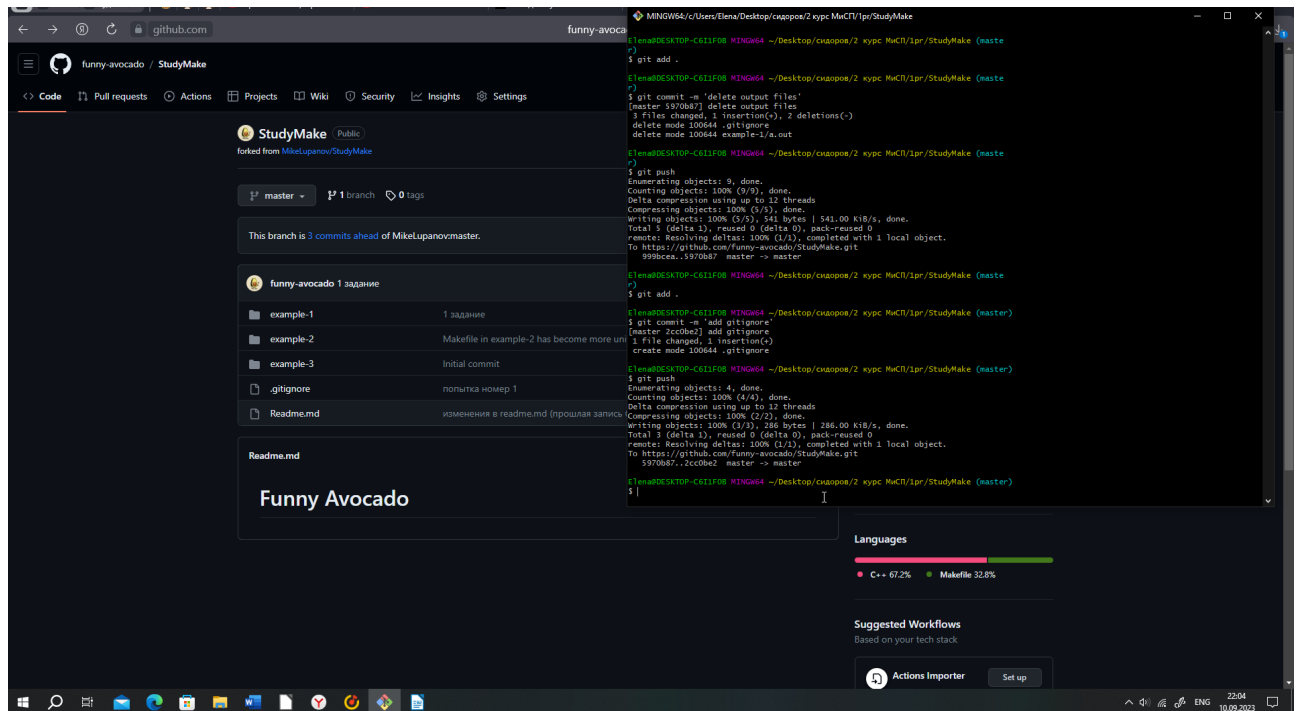 github.com
funny-avoca
funny-avocado / StudyMake
Code Pull requests Actions Projects Wiki Security Insights Settings
StudyMake Public
forked from MikeLupanov/StudyMake
master 1 branch 0 tags
This branch is 3 commits ahead of MikeLupanov:master.
funny-avocado 1 задание
example-1 1 задание
example-2 Makefile in example-2 has become more uni
example-3 Initial commit
.gitignore попытка номер 1
Readme.md изменения в readme.md (прошлая запись
Readme.md
Funny Avocado
MINGW64:/c/Users/Elena/Desktop/сидоров/2 курс МиСП/1pr/StudyMake
Elena@DESKTOP-C6I1F0B MINGW64 ~/Desktop/сидоров/2 курс МиСП/1pr/StudyMake (maste
r)
$ git add .
Elena@DESKTOP-C6I1F0B MINGW64 ~/Desktop/сидоров/2 курс МиСП/1pr/StudyMake (maste
r)
$ git commit -m 'delete output files'
[master 5970b87] delete output files
3 files changed, 1 insertion(+), 2 deletions(-)
delete mode 100644 .gitignore
delete mode 100644 example-1/a.out
Elena@DESKTOP-C6I1F0B MINGW64 ~/Desktop/сидоров/2 курс МиСП/1pr/StudyMake (maste
r)
$ git push
Enumerating objects: 9, done.
Counting objects: 100% (9/9), done.
Delta compression using up to 12 threads
Compressing objects: 100% (5/5), done.
Writing objects: 100% (5/5), 541 bytes | 541.00 KiB/s, done.
Total 5 (delta 1), reused 0 (delta 0), pack-reused 0
remote: Resolving deltas: 100% (1/1), completed with 1 local object.
To https://github.com/funny-avocado/StudyMake.git
999bcea..5970b87 master -> master
Elena@DESKTOP-C6I1F0B MINGW64 ~/Desktop/сидоров/2 курс МиСП/1pr/StudyMake (maste
r)
$ git add .
Elena@DESKTOP-C6I1F0B MINGW64 ~/Desktop/сидоров/2 курс МиСП/1pr/StudyMake (master)
$ git commit -m 'add gitignore'
[master 2cc0be2] add gitignore
1 file changed, 1 insertion(+)
create mode 100644 .gitignore
Elena@DESKTOP-C6I1F0B MINGW64 ~/Desktop/сидоров/2 курс МиСП/1pr/StudyMake (master)
$ git push
Enumerating objects: 4, done.
Counting objects: 100% (4/4), done.
Delta compression using up to 12 threads
Compressing objects: 100% (2/2), done.
Writing objects: 100% (3/3), 286 bytes | 286.00 KiB/s, done.
Total 3 (delta 1), reused 0 (delta 0), pack-reused 0
remote: Resolving deltas: 100% (1/1), completed with 1 local object.
To https://github.com/funny-avocado/StudyMake.git
5970b87..2cc0be2 master -> master
Elena@DESKTOP-C6I1F0B MINGW64 ~/Desktop/сидоров/2 курс МиСП/1pr/StudyMake (master)
$
Languages
C++ 67.2% Makefile 32.8%
Suggested Workflows
Based on your tech stack
Actions Importer Set up
ENG 22:04
10.09.2023